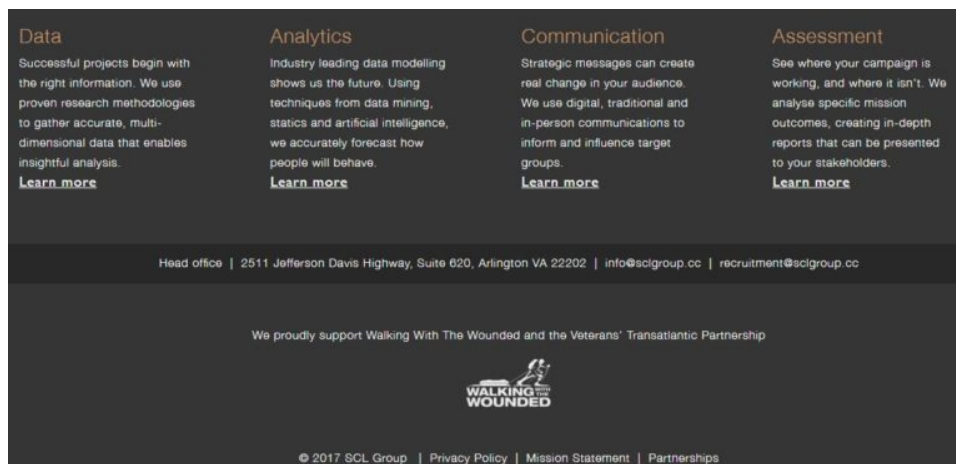 Data
Successful projects begin with
the right information. We use
proven research methodologies
to gather accurate, multi-
dimensional data that enables
insightful analysis.
Learn more
Analytics
Industry leading data modelling
shows us the future. Using
techniques from data mining,
statics and artificial intelligence,
we accurately forecast how
people will behave.
Learn more
Communication
Strategic messages can create
real change in your audience.
We use digital, traditional and
in-person communications to
inform and influence target
groups.
Learn more
Assessment
See where your campaign is
working, and where it isn't. We
analyse specific mission
outcomes, creating in-depth
reports that can be presented
to your stakeholders.
Learn more
Head office | 2511 Jefferson Davis Highway, Suite 620, Arlington VA 22202 | info@sclgroup.cc | recruitment@sclgroup.cc
We proudly support Walking With The Wounded and the Veterans' Transatlantic Partnership
WALKING WITH THE
WOUNDED
© 2017 SCL Group | Privacy Policy | Mission Statement | Partnerships